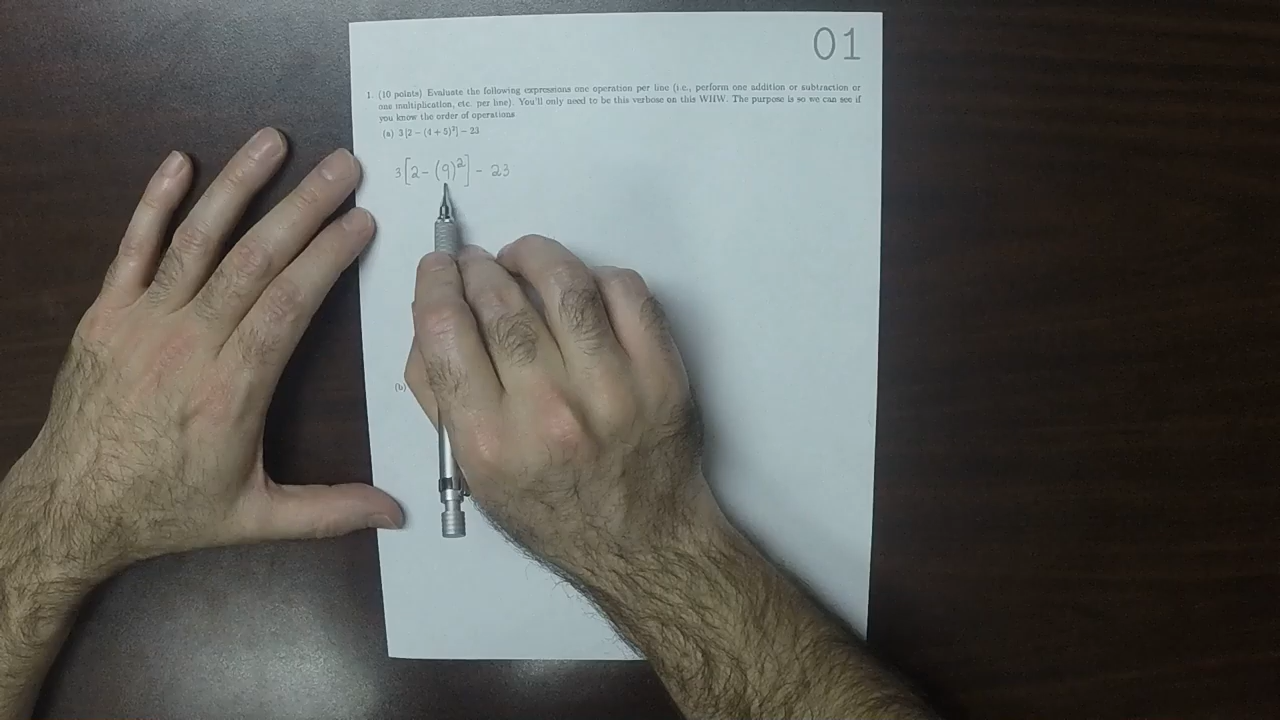 01
1. (10 points) Evaluate the following expressions one operation per line (i.e., perform one addition or subtraction or
one multiplication, etc. per line). You'll only need to be this verbose on this WHW. The purpose is so we can see if
you know the order of operations
(a) 3[2 − (4 + 5)²] − 23
3[2 − (9)²] − 23
(b)